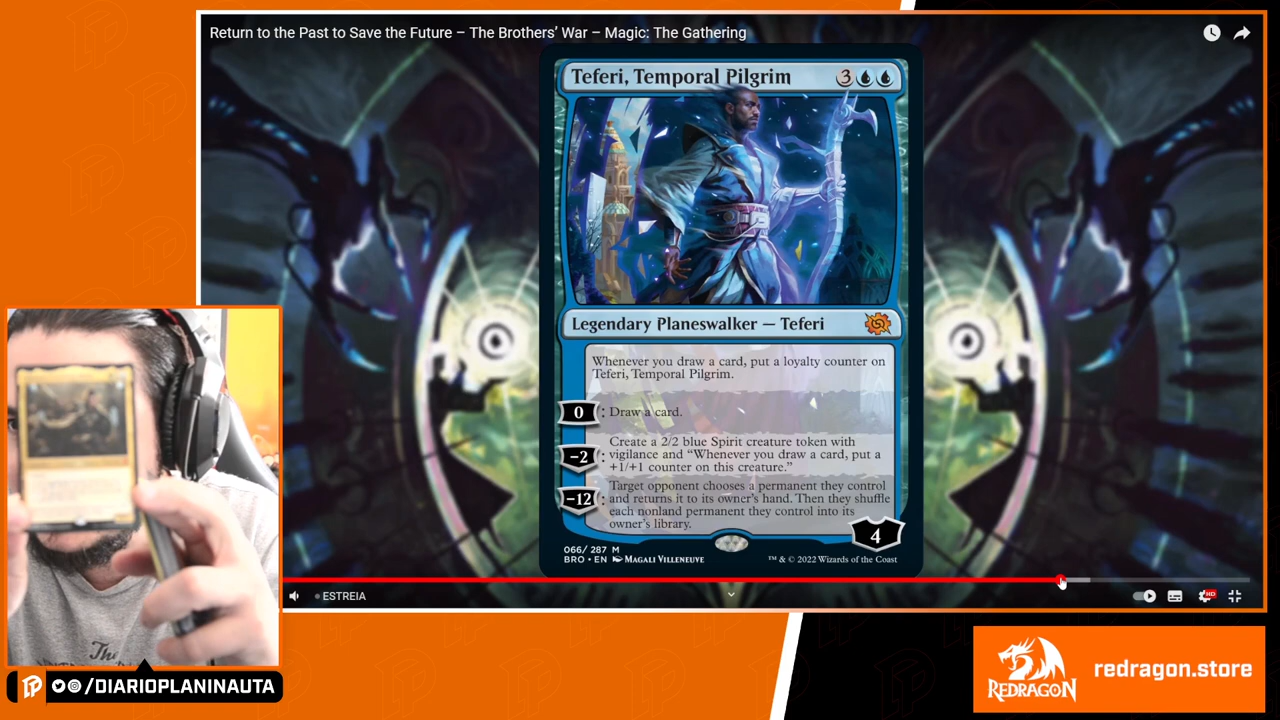 Return to the Past to Save the Future – The Brothers' War – Magic: The Gathering
Teferi, Temporal Pilgrim 3
Legendary Planeswalker — Teferi
Whenever you draw a card, put a loyalty counter on
Teferi, Temporal Pilgrim.
0 : Draw a card.
Create a 2/2 blue Spirit creature token with
−2 : vigilance and “Whenever you draw a card, put a
+1/+1 counter on this creature.”
Target opponent chooses a permanent they control
−12 : and returns it to its owner's hand. Then they shuffle
each nonland permanent they control into its
owner's library.
4
066/287 M
BRO • EN MAGALI VILLENEUVE
™ & © 2022 Wizards of the Coast
ESTREIA
HD
The
/DIARIOPLANINAUTA
REDRAGON
redragon.store